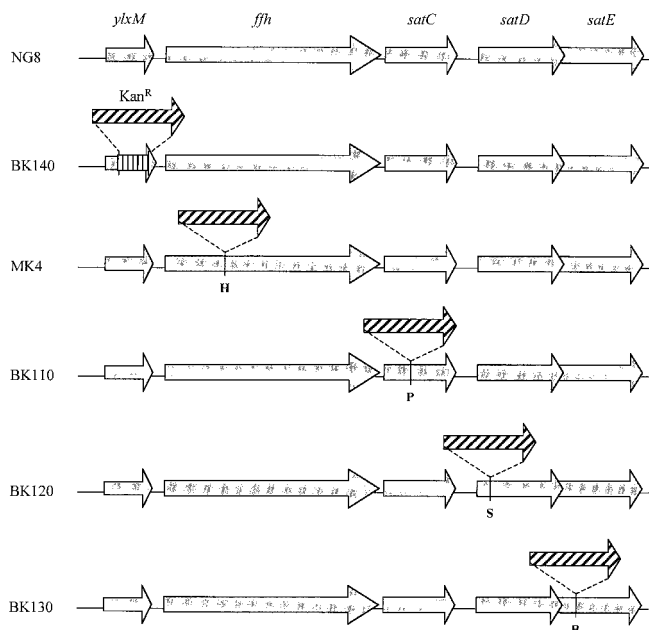 ylxM ffh satC satD satE
NG8
Kan^R
BK140
MK4
H
BK110
P
BK120
S
BK130